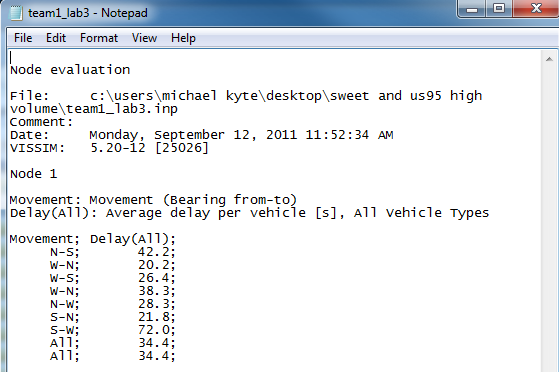 team1_lab3 - Notepad
File Edit Format View Help
Node evaluation
File: c:\users\michael kyte\desktop\sweet and us95 high
volume\team1_lab3.inp
Comment:
Date: Monday, September 12, 2011 11:52:34 AM
VISSIM: 5.20-12 [25026]
Node 1
Movement: Movement (Bearing from-to)
Delay(All): Average delay per vehicle [s], All Vehicle Types
Movement; Delay(All);
N-S; 42.2;
W-N; 20.2;
W-S; 26.4;
W-N; 38.3;
N-W; 28.3;
S-N; 21.8;
S-W; 72.0;
All; 34.4;
All; 34.4;